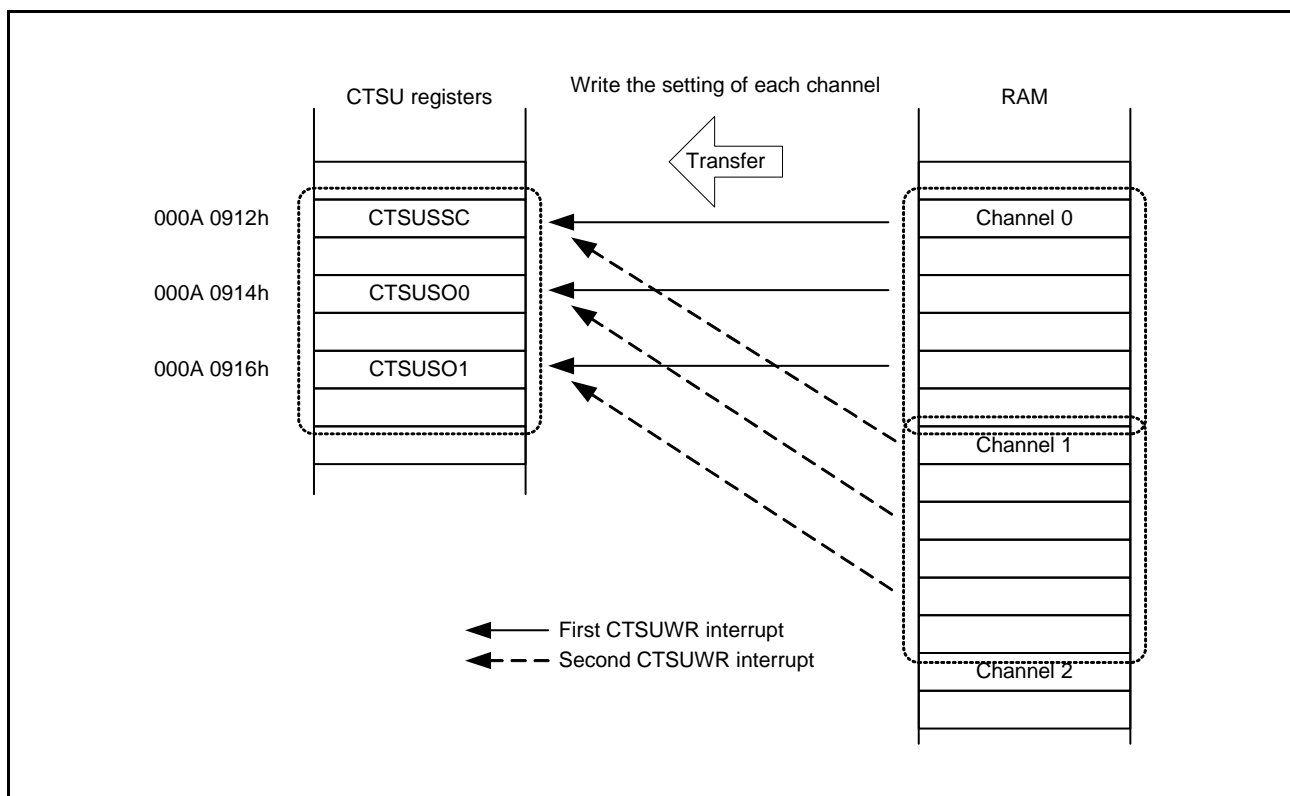 Write the setting of each channel
CTSU registers
RAM
Transfer
000A 0912h
CTSUSSC
Channel 0
000A 0914h
CTSUSO0
000A 0916h
CTSUSO1
Channel 1
First CTSUWR interrupt
Second CTSUWR interrupt
Channel 2